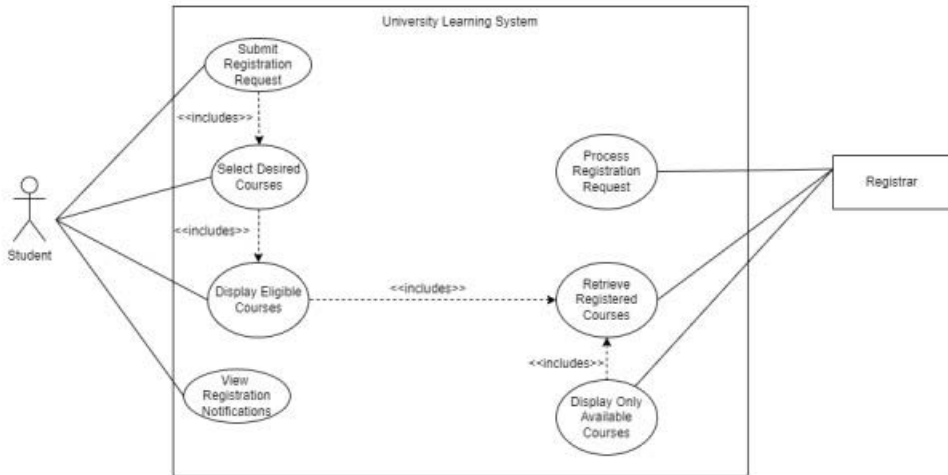 University Learning System
Submit
Registration
Request
<<includes>>
Select Desired
Courses
<<includes>>
Display Eligible
Courses
<<includes>>
View
Registration
Notifications
Student
Process
Registration
Request
Retrieve
Registered
Courses
<<includes>>
Display Only
Available
Courses
Registrar